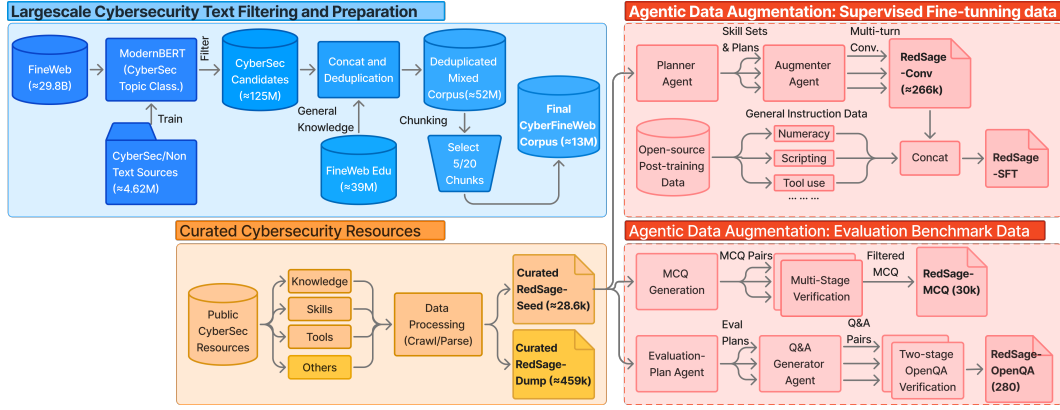 Largescale Cybersecurity Text Filtering and Preparation
FineWeb
(≈29.8B)
ModernBERT
(CyberSec
Topic Class.)
Filter
CyberSec
Candidates
(≈125M)
Concat and
Deduplication
Deduplicated
Mixed
Corpus(≈52M)
Train
CyberSec/Non
Text Sources
(≈4.62M)
General
Knowledge
FineWeb Edu
(≈39M)
Chunking
Select
5/20
Chunks
Final
CyberFineWeb
Corpus (≈13M)
Curated Cybersecurity Resources
Public
CyberSec
Resources
Knowledge
Skills
Tools
Others
Data
Processing
(Crawl/Parse)
Curated
RedSage-
Seed (≈28.6k)
Curated
RedSage-
Dump (≈459k)
Agentic Data Augmentation: Supervised Fine-tunning data
Planner
Agent
Skill Sets
& Plans
Augmenter
Agent
Multi-turn
Conv.
RedSage
-Conv
(≈266k)
Open-source
Post-training
Data
General Instruction Data
Numeracy
Scripting
Tool use
... ... ...
Concat
RedSage
-SFT
Agentic Data Augmentation: Evaluation Benchmark Data
MCQ
Generation
MCQ Pairs
Multi-Stage
Verification
Filtered
MCQ
RedSage-
MCQ (30k)
Evaluation-
Plan Agent
Eval
Plans
Q&A
Generator
Agent
Q&A
Pairs
Two-stage
OpenQA
Verification
RedSage-
OpenQA
(280)